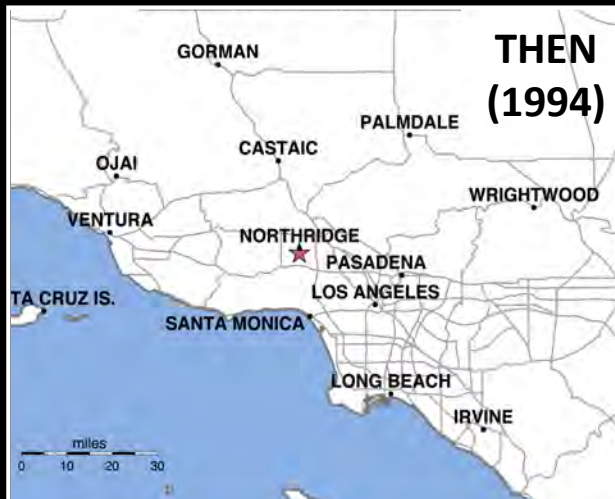 THEN
(1994)
GORMAN
PALMDALE
CASTAIC
OJAI
WRIGHTWOOD
VENTURA
NORTHRIDGE
PASADENA
TA CRUZ IS.
LOS ANGELES
SANTA MONICA
LONG BEACH
IRVINE
miles
0 10 20 30